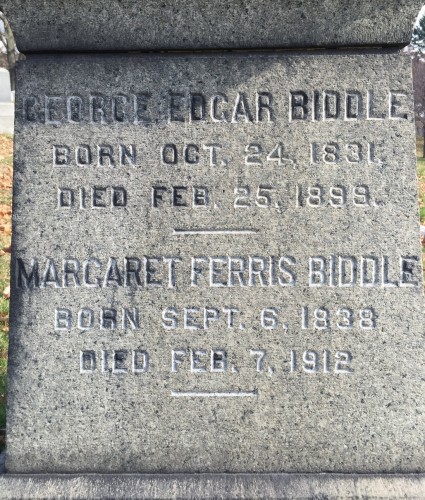 GEORGE EDGAR BIDDLE
BORN OCT. 24, 1831,
DIED FEB. 25, 1899.
MARGARET FERRIS BIDDLE
BORN SEPT. 6, 1838
DIED FEB. 7, 1912